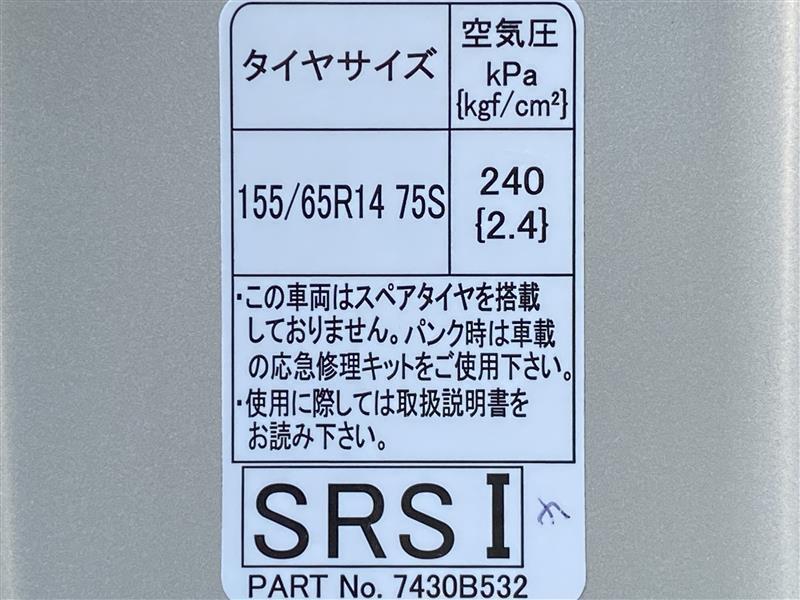 タイヤサイズ
空気圧
kPa
{kgf/cm²}
155/65R14 75S
240
{2.4}
・この車両はスペアタイヤを搭載
しておりません。パンク時は車載
の応急修理キットをご使用下さい。
・使用に際しては取扱説明書を
お読み下さい。
SRS I
PART No. 7430B532